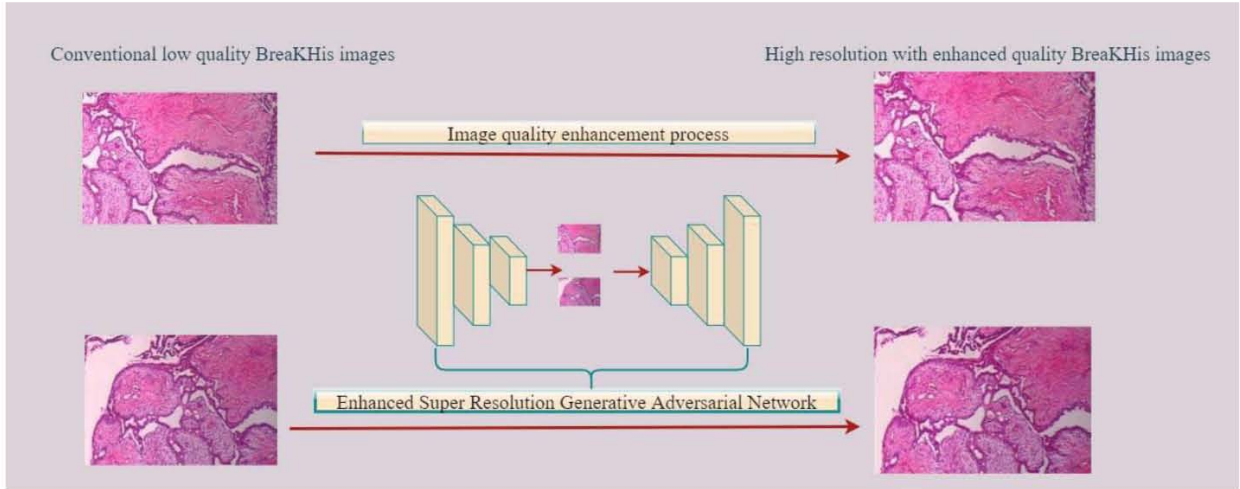 Conventional low quality BreaKHis images
High resolution with enhanced quality BreaKHis images
Image quality enhancement process
Enhanced Super Resolution Generative Adversarial Network